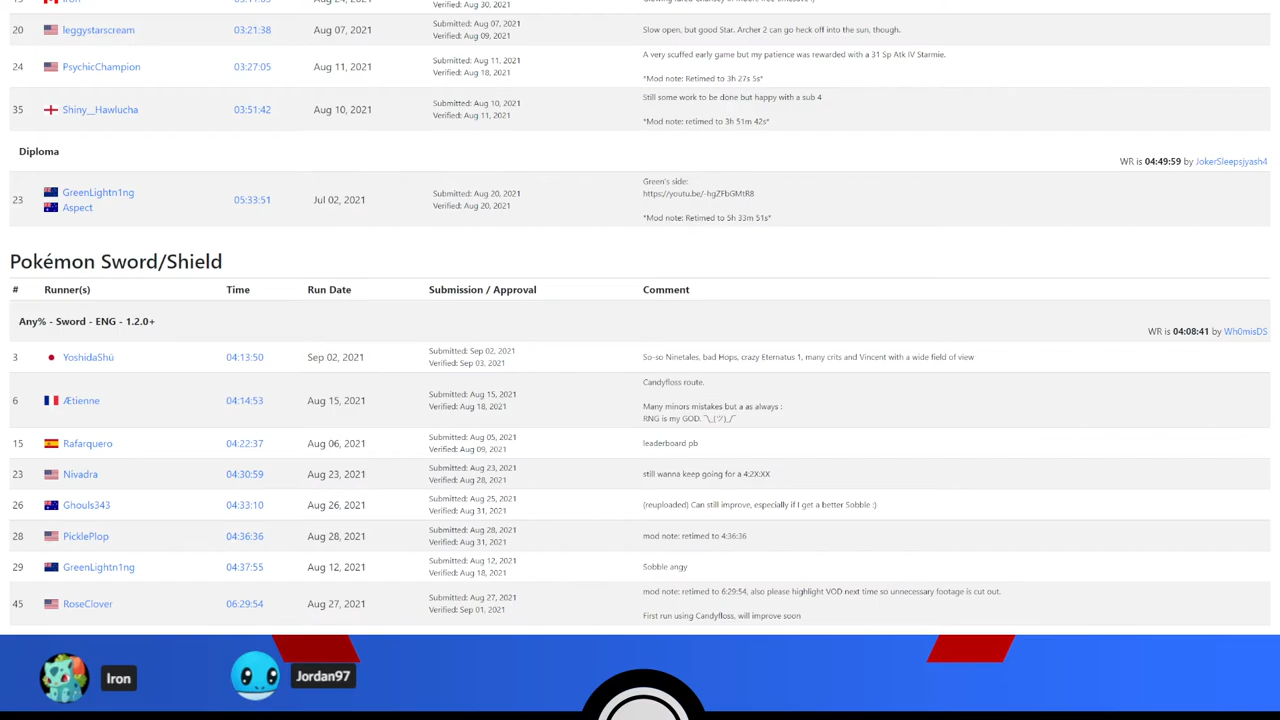 20 leggystarscream 03:21:38 Aug 07, 2021 Submitted: Aug 07, 2021 Slow open, but good Star. Archer 2 can go heck off into the sun, though.
Verified: Aug 30, 2021
Verified: Aug 09, 2021
24 PsychicChampion 03:27:05 Aug 11, 2021 Submitted: Aug 11, 2021 A very scuffed early game but my patience was rewarded with a 31 Sp Atk IV Starmie.
Verified: Aug 18, 2021
*Mod note: Retimed to 3h 27s 5s*
35 Shiny__Hawlucha 03:51:42 Aug 10, 2021 Submitted: Aug 10, 2021 Still some work to be done but happy with a sub 4
Verified: Aug 11, 2021
*Mod note: retimed to 3h 51m 42s*
Diploma
WR is 04:49:59 by JokerSleepsjyash4
23 GreenLightn1ng 05:33:51 Jul 02, 2021 Submitted: Aug 20, 2021 Green's side:
Aspect Verified: Aug 20, 2021 https://youtu.be/-hgZFbGMtR8
*Mod note: Retimed to 5h 33m 51s*
Pokémon Sword/Shield
# Runner(s) Time Run Date Submission / Approval Comment
Any% - Sword - ENG - 1.2.0+
WR is 04:08:41 by Wh0misDS
3 YoshidaShú 04:13:50 Sep 02, 2021 Submitted: Sep 02, 2021 So-so Ninetales, bad Hops, crazy Eternatus 1, many crits and Vincent with a wide field of view
Verified: Sep 03, 2021
6 Ætienne 04:14:53 Aug 15, 2021 Submitted: Aug 15, 2021 Candyfloss route.
Verified: Aug 18, 2021 Many minors mistakes but a as always :
RNG is my GOD. ¯\_(ツ)_/¯
15 Rafarquero 04:22:37 Aug 06, 2021 Submitted: Aug 05, 2021 leaderboard pb
Verified: Aug 09, 2021
23 Nivadra 04:30:59 Aug 23, 2021 Submitted: Aug 23, 2021 still wanna keep going for a 4:2X:XX
Verified: Aug 28, 2021
26 Ghouls343 04:33:10 Aug 26, 2021 Submitted: Aug 25, 2021 (reuploaded) Can still improve, especially if I get a better Sobble :)
Verified: Aug 31, 2021
28 PicklePlop 04:36:36 Aug 28, 2021 Submitted: Aug 28, 2021 mod note: retimed to 4:36:36
Verified: Aug 31, 2021
29 GreenLightn1ng 04:37:55 Aug 12, 2021 Submitted: Aug 12, 2021 Sobble angy
Verified: Aug 18, 2021
45 RoseClover 06:29:54 Aug 27, 2021 Submitted: Aug 27, 2021 mod note: retimed to 6:29:54, also please highlight VOD next time so unnecessary footage is cut out.
Verified: Sep 01, 2021
First run using Candyfloss, will improve soon
Iron Jordan97